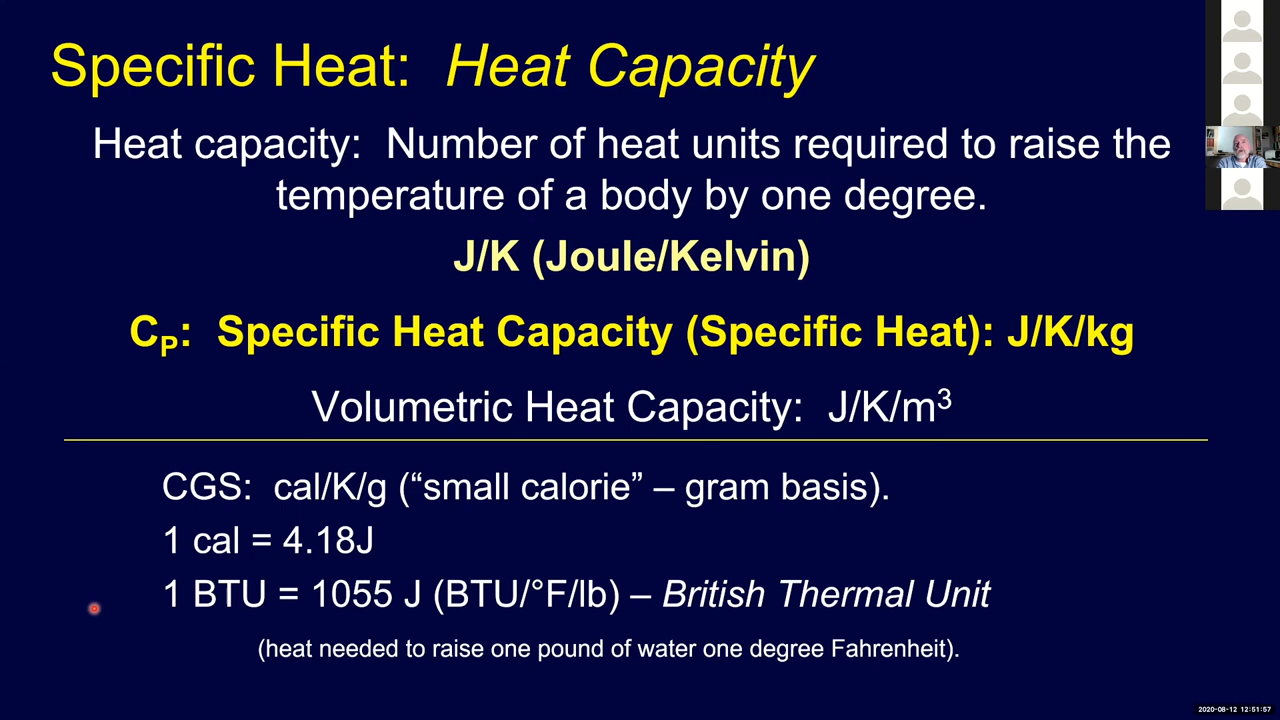 Specific Heat: Heat Capacity
Heat capacity: Number of heat units required to raise the
temperature of a body by one degree.
J/K (Joule/Kelvin)
CP: Specific Heat Capacity (Specific Heat): J/K/kg
Volumetric Heat Capacity: J/K/m³
CGS: cal/K/g (“small calorie” – gram basis).
1 cal = 4.18J
1 BTU = 1055 J (BTU/°F/lb) – British Thermal Unit
(heat needed to raise one pound of water one degree Fahrenheit).
2020-08-12 12:51:57